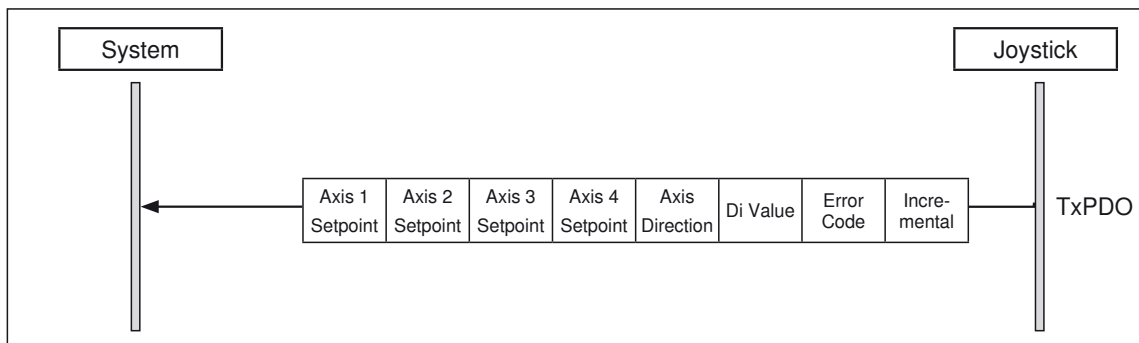 System
Joystick
Axis 1
Setpoint
Axis 2
Setpoint
Axis 3
Setpoint
Axis 4
Setpoint
Axis
Direction
Di Value
Error
Code
Incre-
mental
TxPDO